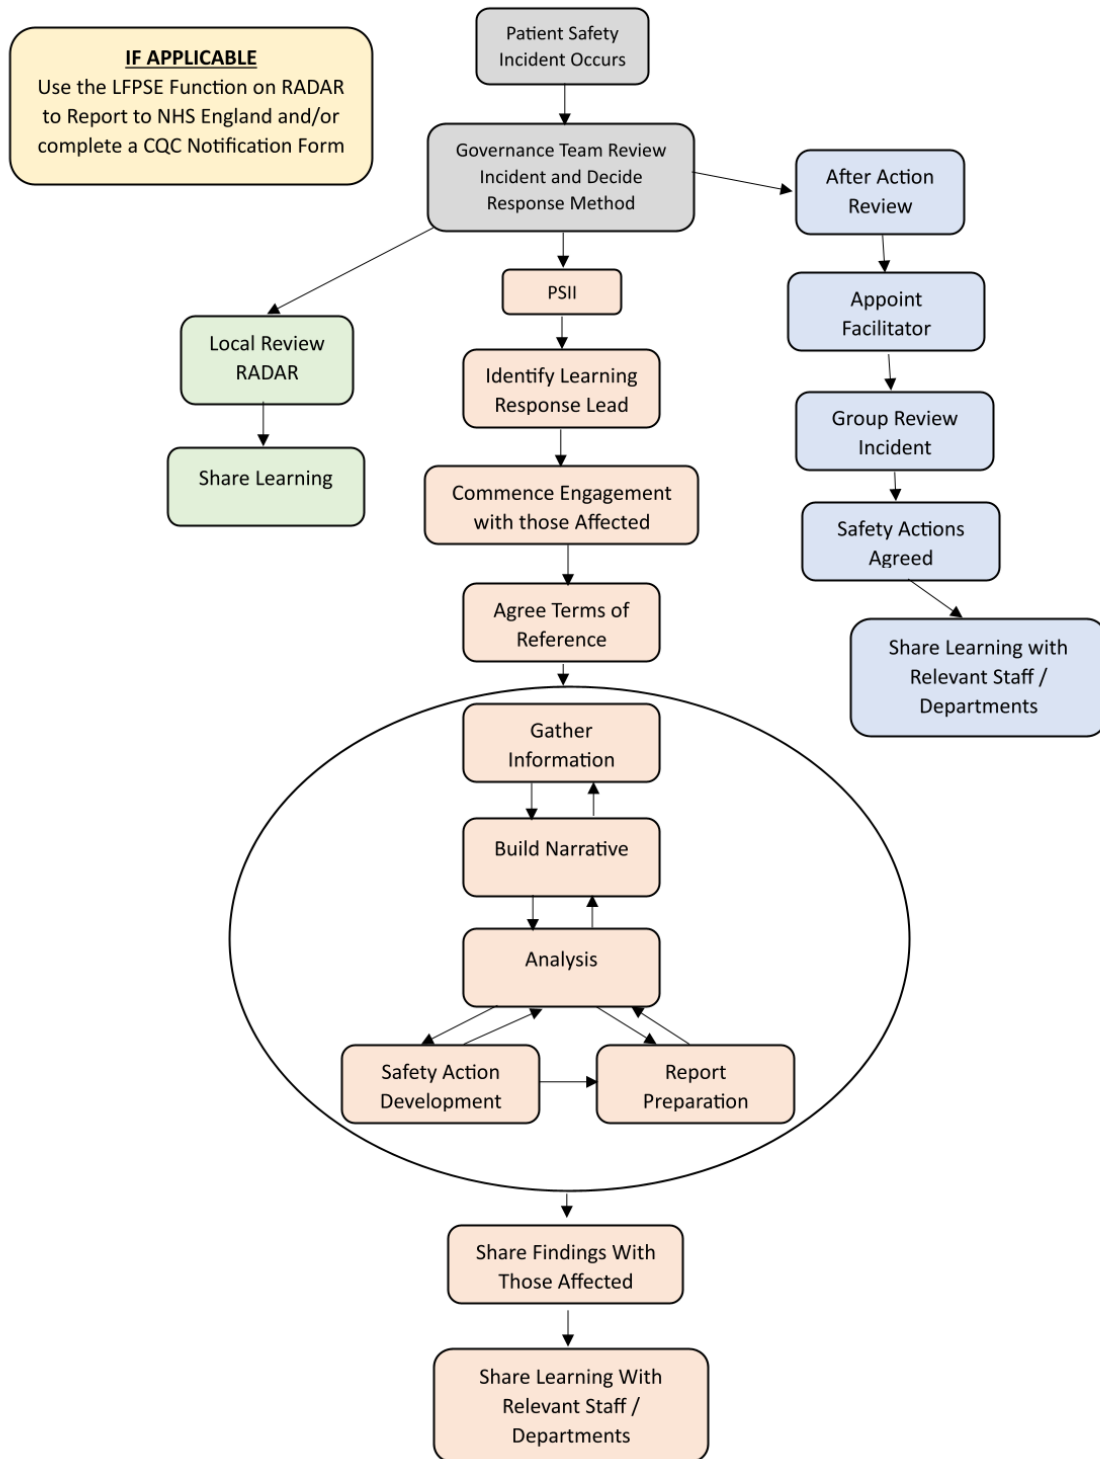 IF APPLICABLE
Use the LFPSE Function on RADAR
to Report to NHS England and/or
complete a CQC Notification Form
Patient Safety
Incident Occurs
Governance Team Review
Incident and Decide
Response Method
Local Review
RADAR
Share Learning
PSII
Identify Learning
Response Lead
Commence Engagement
with those Affected
Agree Terms of
Reference
Gather
Information
Build Narrative
Analysis
Safety Action
Development
Report
Preparation
Share Findings With
Those Affected
Share Learning With
Relevant Staff /
Departments
After Action
Review
Appoint
Facilitator
Group Review
Incident
Safety Actions
Agreed
Share Learning with
Relevant Staff /
Departments